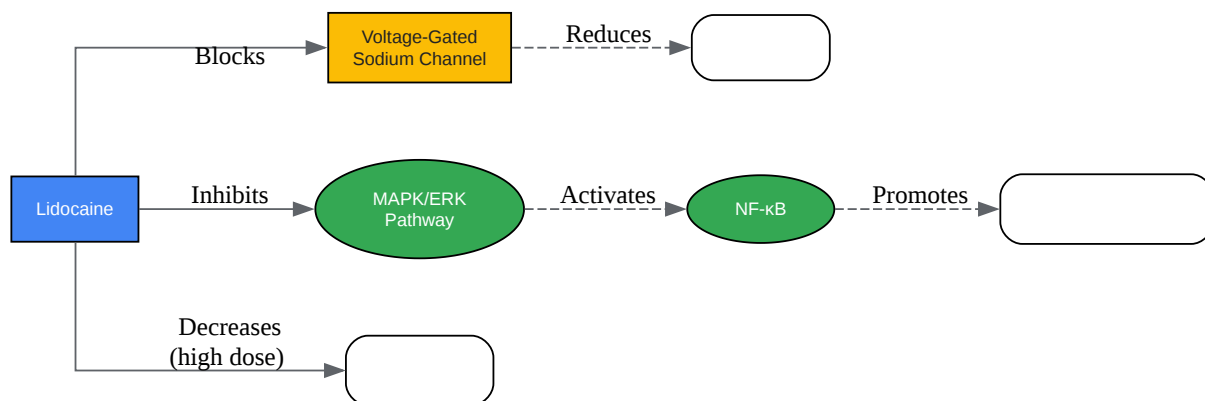 Voltage-Gated
Sodium Channel
Reduces
Blocks
Lidocaine
Inhibits
MAPK/ERK
Pathway
Activates
NF-κB
Promotes
Decreases
(high dose)